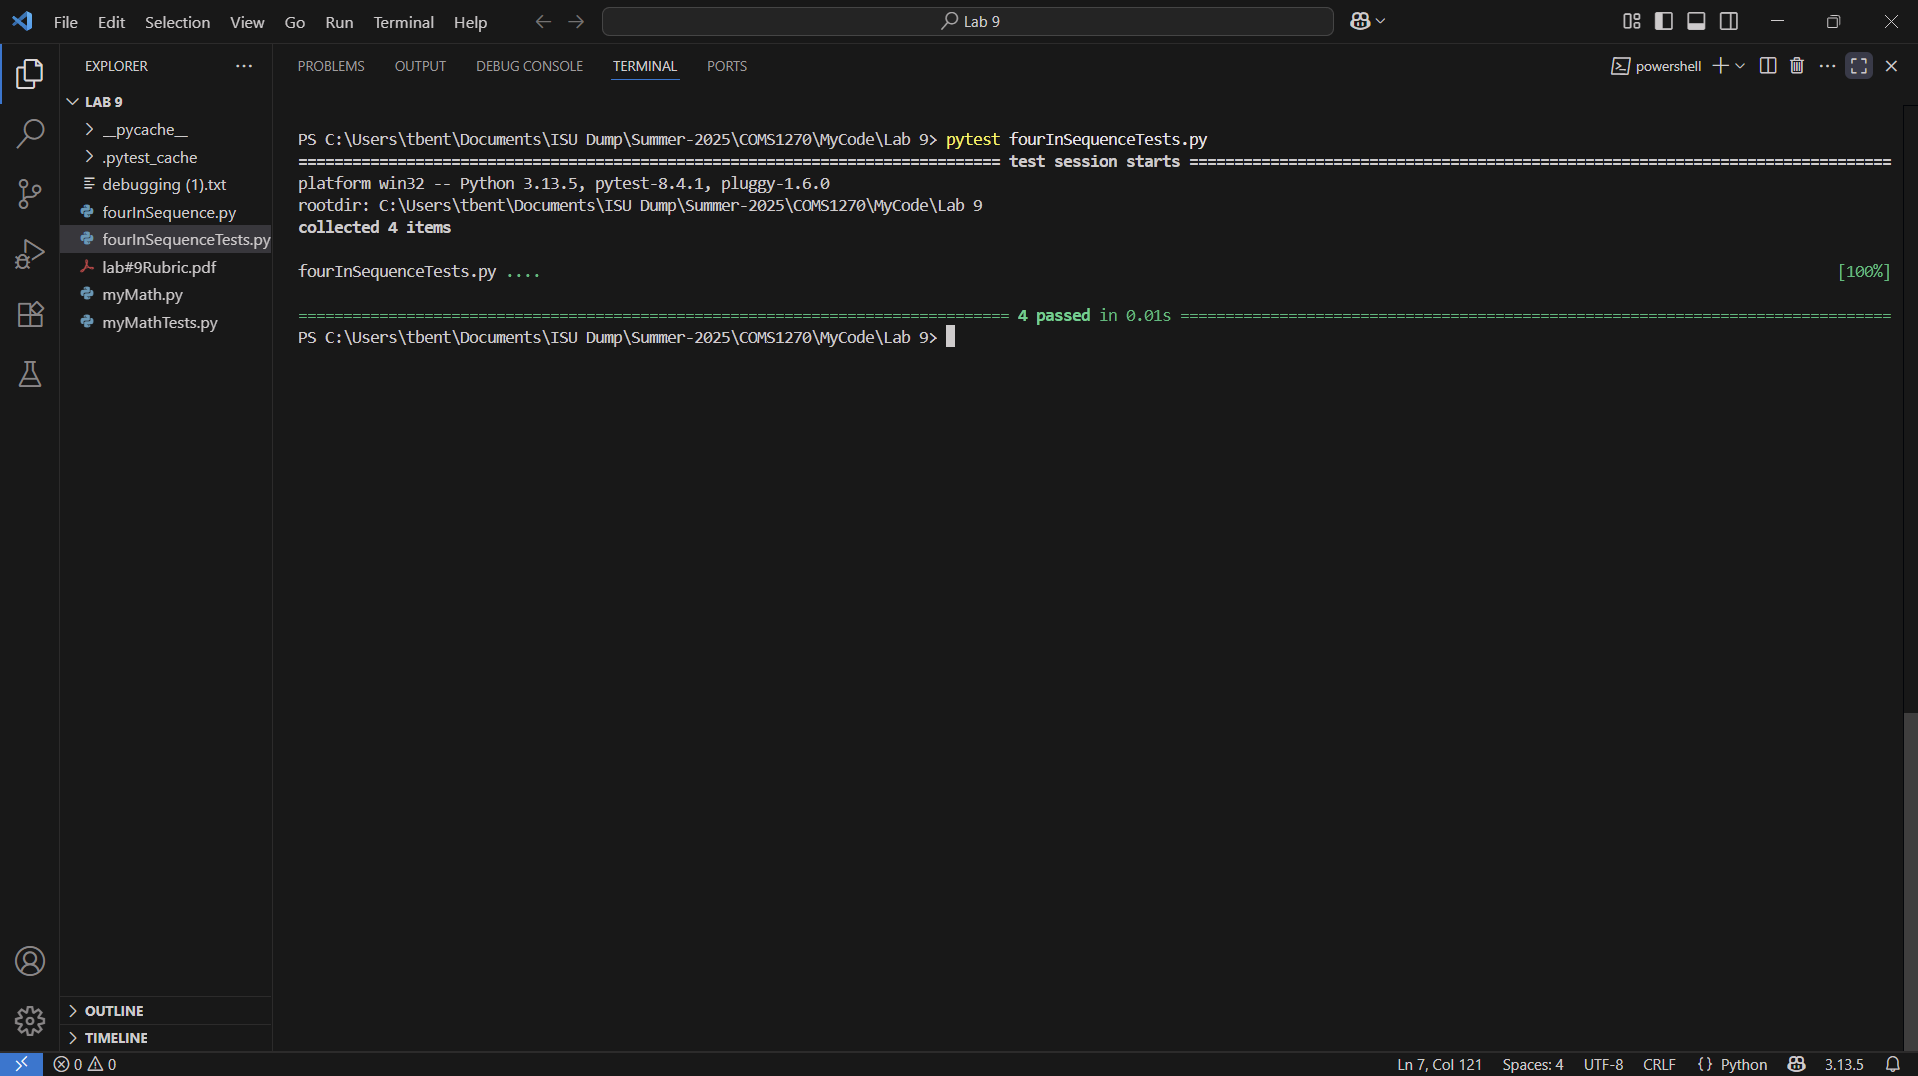 File Edit Selection View Go Run Terminal Help
Lab 9
EXPLORER
LAB 9
__pycache__
.pytest_cache
debugging (1).txt
fourInSequence.py
fourInSequenceTests.py
lab#9Rubric.pdf
myMath.py
myMathTests.py
OUTLINE
TIMELINE
PROBLEMS OUTPUT DEBUG CONSOLE TERMINAL PORTS
powershell
PS C:\Users\tbent\Documents\ISU Dump\Summer-2025\COMS1270\MyCode\Lab 9> pytest fourInSequenceTests.py
============================================================================== test session starts ==============================================================================
platform win32 -- Python 3.13.5, pytest-8.4.1, pluggy-1.6.0
rootdir: C:\Users\tbent\Documents\ISU Dump\Summer-2025\COMS1270\MyCode\Lab 9
collected 4 items
fourInSequenceTests.py .... [100%]
=============================================================================== 4 passed in 0.01s ===============================================================================
PS C:\Users\tbent\Documents\ISU Dump\Summer-2025\COMS1270\MyCode\Lab 9>
0 0
Ln 7, Col 121 Spaces: 4 UTF-8 CRLF {} Python 3.13.5